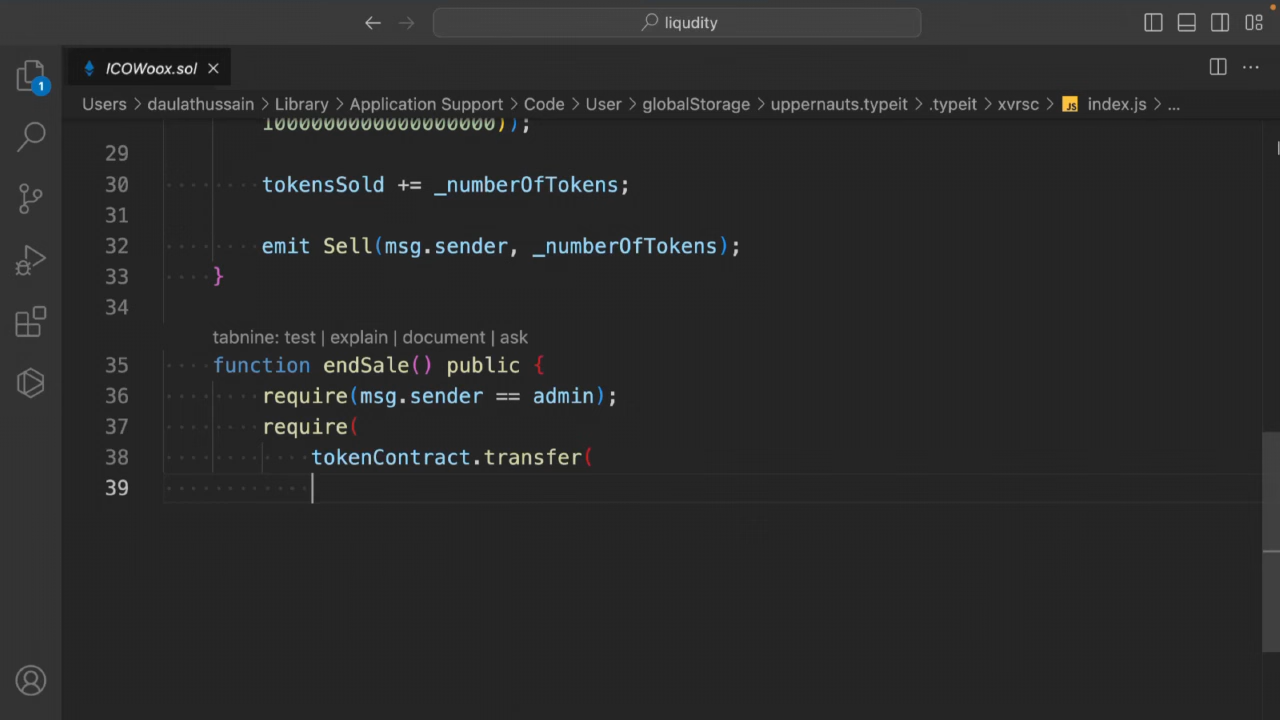 liqudity
ICOWoox.sol
1
Users > daulathussain > Library > Application Support > Code > User > globalStorage > uppernauts.typeit > .typeit > xvrsc > JS index.js > ...
1000000000000000000));
29
30 tokensSold += _numberOfTokens;
31
32 emit Sell(msg.sender, _numberOfTokens);
33 }
34
tabnine: test | explain | document | ask
35 function endSale() public {
36 require(msg.sender == admin);
37 require(
38 tokenContract.transfer(
39